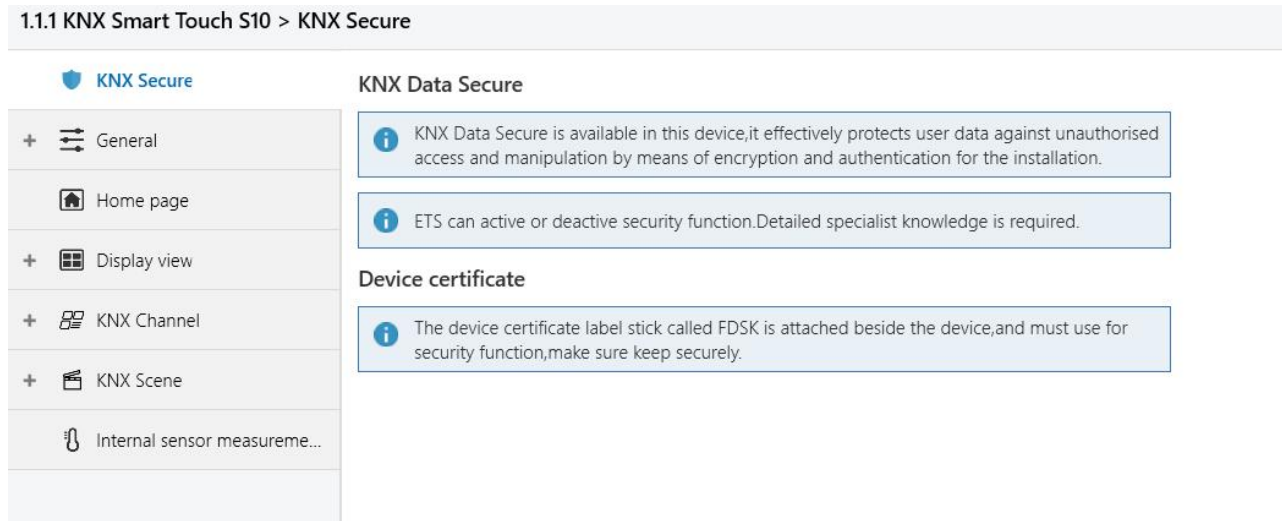 1.1.1 KNX Smart Touch S10 > KNX Secure
KNX Secure
General
Home page
Display view
KNX Channel
KNX Scene
Internal sensor measureme...
KNX Data Secure
KNX Data Secure is available in this device,it effectively protects user data against unauthorised
access and manipulation by means of encryption and authentication for the installation.
ETS can active or deactive security function.Detailed specialist knowledge is required.
Device certificate
The device certificate label stick called FDSK is attached beside the device,and must use for
security function,make sure keep securely.